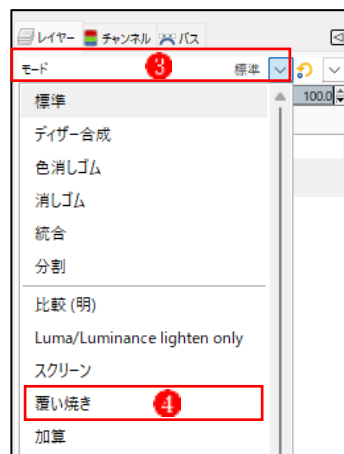 レイヤー チャンネル パス
モード 3 標準
100.0
標準
ディザー合成
色消しゴム
消しゴム
統合
分割
比較 (明)
Luma/Luminance lighten only
スクリーン
覆い焼き 4
加算